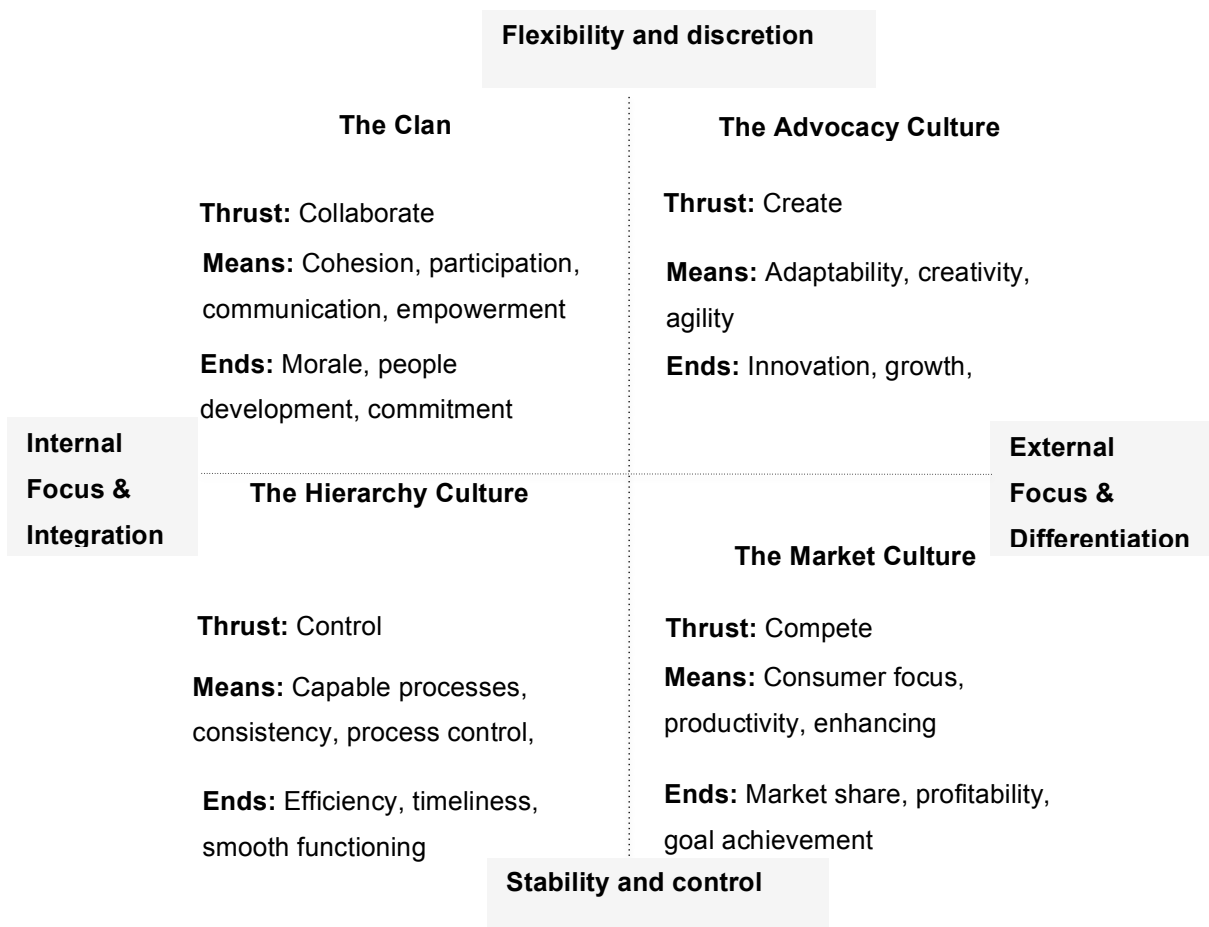 Flexibility and discretion
The Clan
Thrust: Collaborate
Means: Cohesion, participation,
communication, empowerment
Ends: Morale, people
development, commitment
The Advocacy Culture
Thrust: Create
Means: Adaptability, creativity,
agility
Ends: Innovation, growth,
Internal
Focus &
Integration
External
Focus &
Differentiation
The Hierarchy Culture
Thrust: Control
Means: Capable processes,
consistency, process control,
Ends: Efficiency, timeliness,
smooth functioning
The Market Culture
Thrust: Compete
Means: Consumer focus,
productivity, enhancing
Ends: Market share, profitability,
goal achievement
Stability and control